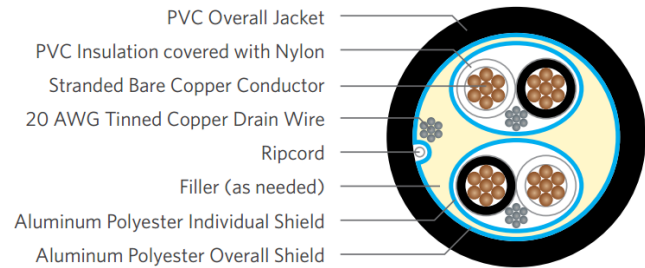 PVC Overall Jacket
PVC Insulation covered with Nylon
Stranded Bare Copper Conductor
20 AWG Tinned Copper Drain Wire
Ripcord
Filler (as needed)
Aluminum Polyester Individual Shield
Aluminum Polyester Overall Shield